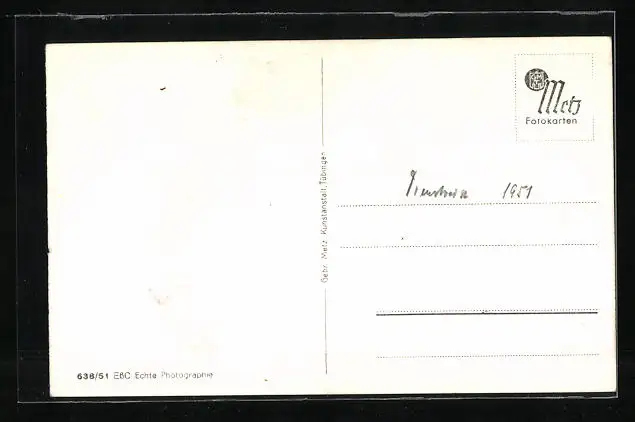 Metz
Fotokarten
1951
Gebr. Metz, Kunstanstalt, Tübingen
638/51 EBC Echte Photographie